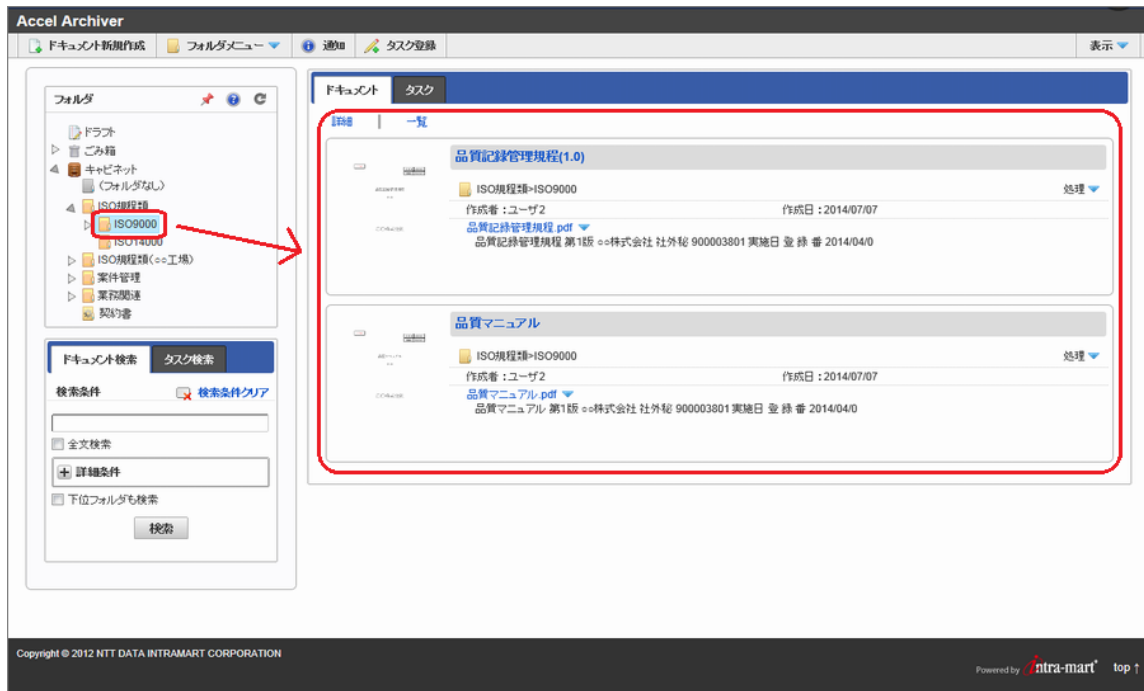 Accel Archiver
ドキュメント新規作成 フォルダメニュー 通知 タスク登録 表示
フォルダ
ドラフト
ごみ箱
キャビネット
(フォルダなし)
ISO規程類
ISO9000
ISO14000
ISO規程類(○○工場)
案件管理
業務関連
契約書
ドキュメント検索 タスク検索
検索条件 検索条件クリア
全文検索
詳細条件
下位フォルダも検索
検索
ドキュメント タスク
詳細 | 一覧
品質記録管理規程(1.0)
ISO規程類>ISO9000 処理
作成者:ユーザ2 作成日:2014/07/07
品質記録管理規程.pdf
品質記録管理規程 第1版 ○○株式会社 社外秘 900003801 実施日 登 録 番 2014/04/0
品質マニュアル
ISO規程類>ISO9000 処理
作成者:ユーザ2 作成日:2014/07/07
品質マニュアル.pdf
品質マニュアル 第1版 ○○株式会社 社外秘 900003801 実施日 登 録 番 2014/04/0
Copyright © 2012 NTT DATA INTRAMART CORPORATION
Powered by intra-mart top ↑